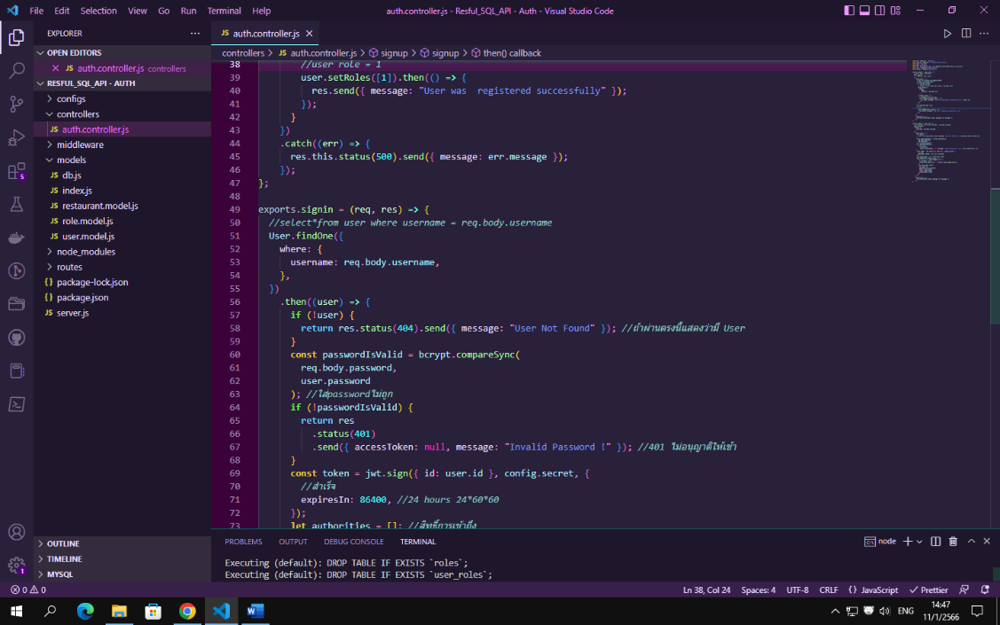 File Edit Selection View Go Run Terminal Help auth.controller.js - Resful_SQL_API - Auth - Visual Studio Code
EXPLORER ···
JS auth.controller.js ×
OPEN EDITORS
× JS auth.controller.js controllers
RESFUL_SQL_API - AUTH
configs
controllers
JS auth.controller.js
middleware
models
JS db.js
JS index.js
JS restaurant.model.js
JS role.model.js
JS user.model.js
node_modules
routes
{} package-lock.json
{} package.json
JS server.js
OUTLINE
TIMELINE
MYSQL
5
1
controllers > JS auth.controller.js > signup > signup > then() callback
38 //user role = 1
39 user.setRoles([1]).then(() => {
40 res.send({ message: "User was  registered successfully" });
41 });
42 }
43 })
44 .catch((err) => {
45 res.this.status(500).send({ message: err.message });
46 });
47 };
48
49 exports.signin = (req, res) => {
50 //select*from user where username = req.body.username
51 User.findOne({
52 where: {
53 username: req.body.username,
54 },
55 })
56 .then((user) => {
57 if (!user) {
58 return res.status(404).send({ message: "User Not Found" }); //ถ้าผ่านตรงนี้แสดงว่ามี User
59 }
60 const passwordIsValid = bcrypt.compareSync(
61 req.body.password,
62 user.password
63 ); //ใส่passwordไม่ถูก
64 if (!passwordIsValid) {
65 return res
66 .status(401)
67 .send({ accessToken: null, message: "Invalid Password !" }); //401 ไม่อนุญาติให้เข้า
68 }
69 const token = jwt.sign({ id: user.id }, config.secret, {
70 //สำเร็จ
71 expiresIn: 86400, //24 hours 24*60*60
72 });
73 let authorities = []; //สิทธิ์การเข้าถึง
PROBLEMS OUTPUT DEBUG CONSOLE TERMINAL node
Executing (default): DROP TABLE IF EXISTS `roles`;
Executing (default): DROP TABLE IF EXISTS `user_roles`;
0 0 Ln 38, Col 24 Spaces: 4 UTF-8 CRLF {} JavaScript Prettier
ENG
14:47
11/1/2566